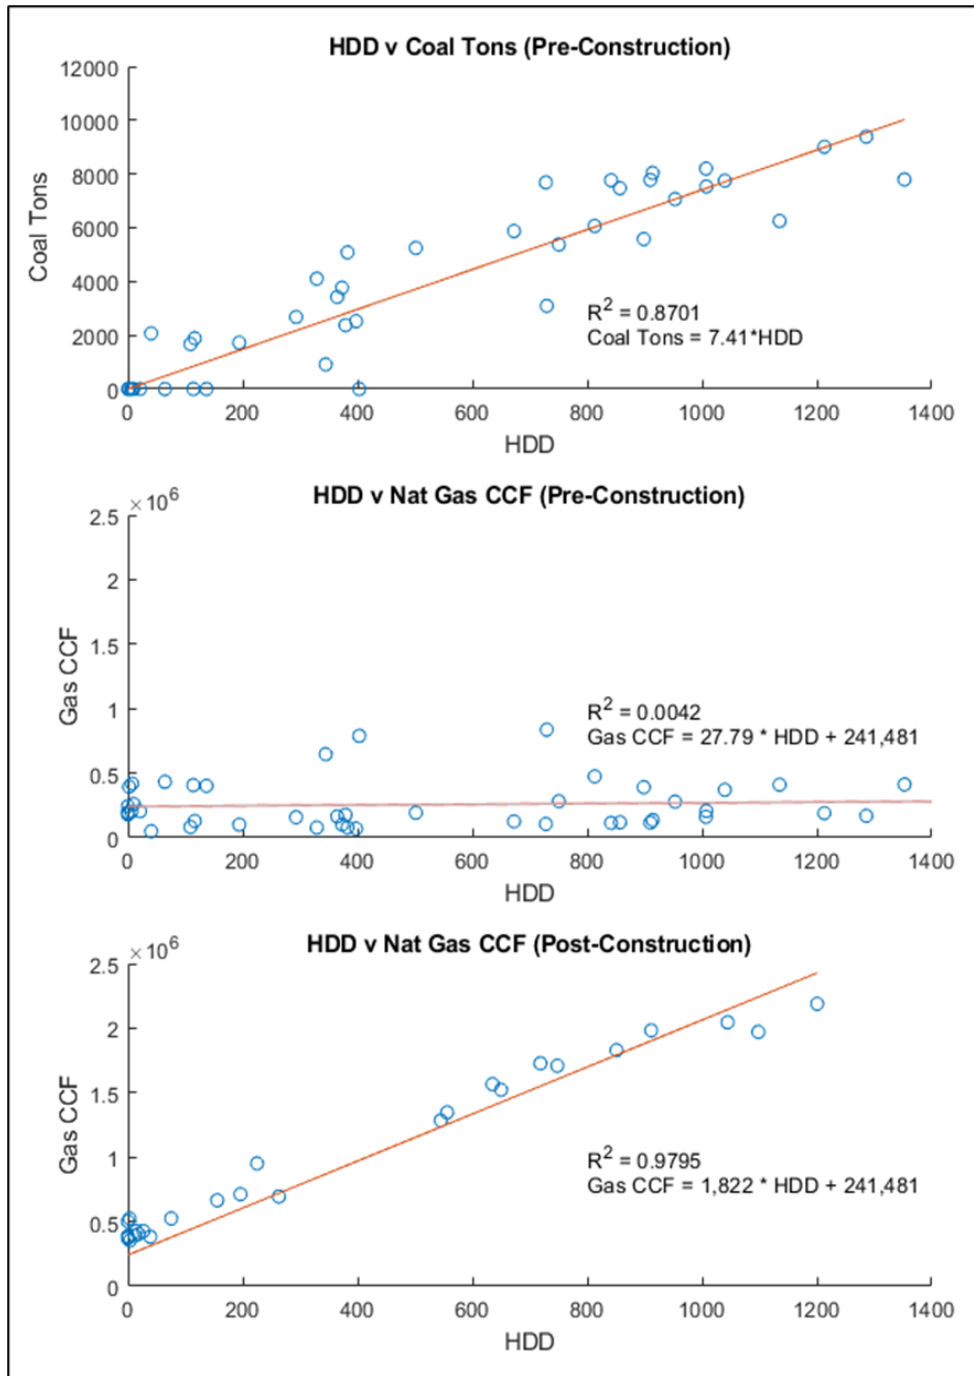 HDD v Coal Tons (Pre-Construction)
12000
10000
8000
6000
4000
2000
0
Coal Tons
R² = 0.8701
Coal Tons = 7.41*HDD
0 200 400 600 800 1000 1200 1400
HDD
HDD v Nat Gas CCF (Pre-Construction)
×10⁶
2.5
2
1.5
1
0.5
0
Gas CCF
R² = 0.0042
Gas CCF = 27.79 * HDD + 241,481
0 200 400 600 800 1000 1200 1400
HDD
HDD v Nat Gas CCF (Post-Construction)
×10⁶
2.5
2
1.5
1
0.5
0
Gas CCF
R² = 0.9795
Gas CCF = 1,822 * HDD + 241,481
0 200 400 600 800 1000 1200 1400
HDD